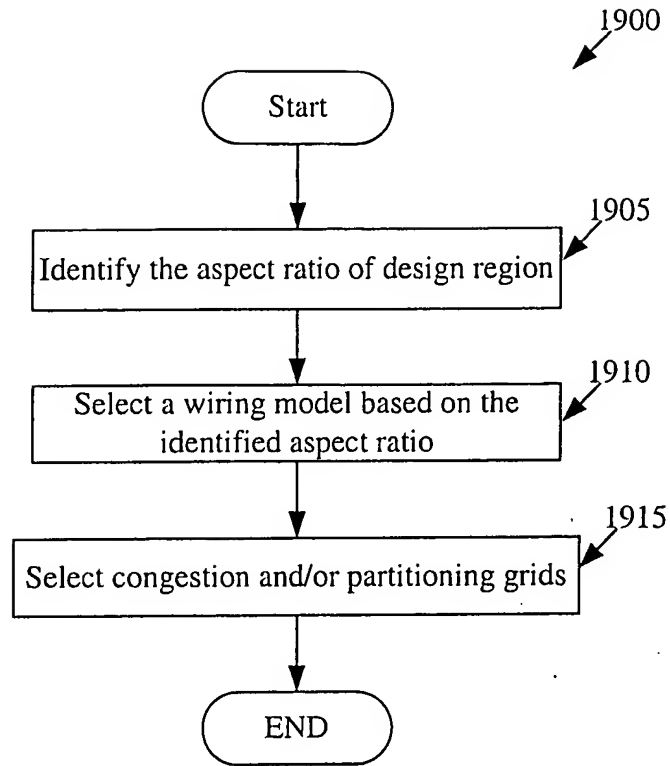 1900
Start
1905
Identify the aspect ratio of design region
1910
Select a wiring model based on the
identified aspect ratio
1915
Select congestion and/or partitioning grids
END